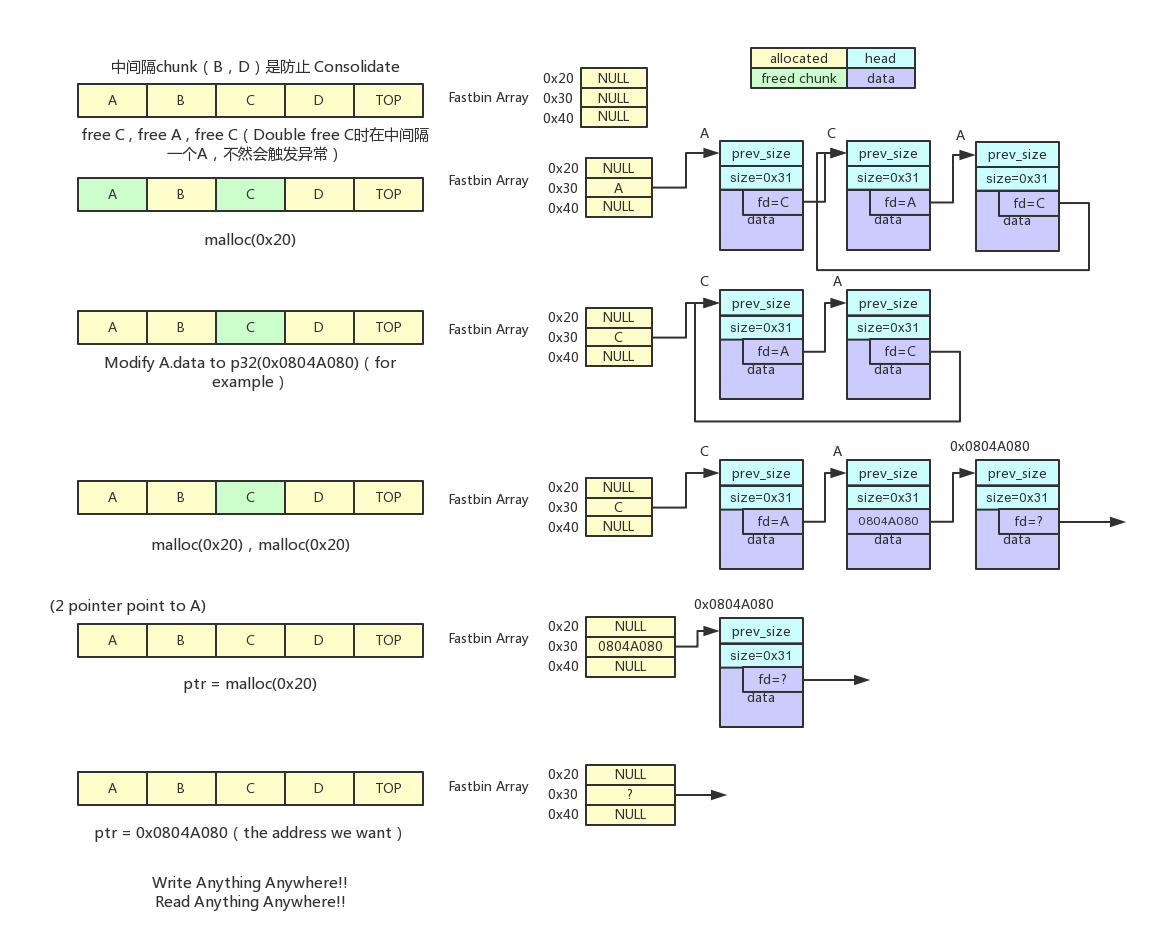 allocated head
freed chunk data
中间隔chunk（B，D）是防止 Consolidate
A B C D TOP
Fastbin Array
0x20 NULL
0x30 NULL
0x40 NULL
free C , free A , free C（Double free C时在中间隔
一个A，不然会触发异常）
A B C D TOP
Fastbin Array
0x20 NULL
0x30 A
0x40 NULL
A C A
prev_size prev_size prev_size
size=0x31 size=0x31 size=0x31
fd=C fd=A fd=C
data data data
malloc(0x20)
A B C D TOP
Fastbin Array
0x20 NULL
0x30 C
0x40 NULL
C A
prev_size prev_size
size=0x31 size=0x31
fd=A fd=C
data data
Modify A.data to p32(0x0804A080)（for
example）
A B C D TOP
Fastbin Array
0x20 NULL
0x30 C
0x40 NULL
C A 0x0804A080
prev_size prev_size prev_size
size=0x31 size=0x31 size=0x31
fd=A 0804A080 fd=?
data data data
malloc(0x20) , malloc(0x20)
(2 pointer point to A)
A B C D TOP
Fastbin Array
0x20 NULL
0x30 0804A080
0x40 NULL
0x0804A080
prev_size
size=0x31
fd=?
data
ptr = malloc(0x20)
A B C D TOP
Fastbin Array
0x20 NULL
0x30 ?
0x40 NULL
ptr = 0x0804A080（the address we want）
Write Anything Anywhere!!
Read Anything Anywhere!!